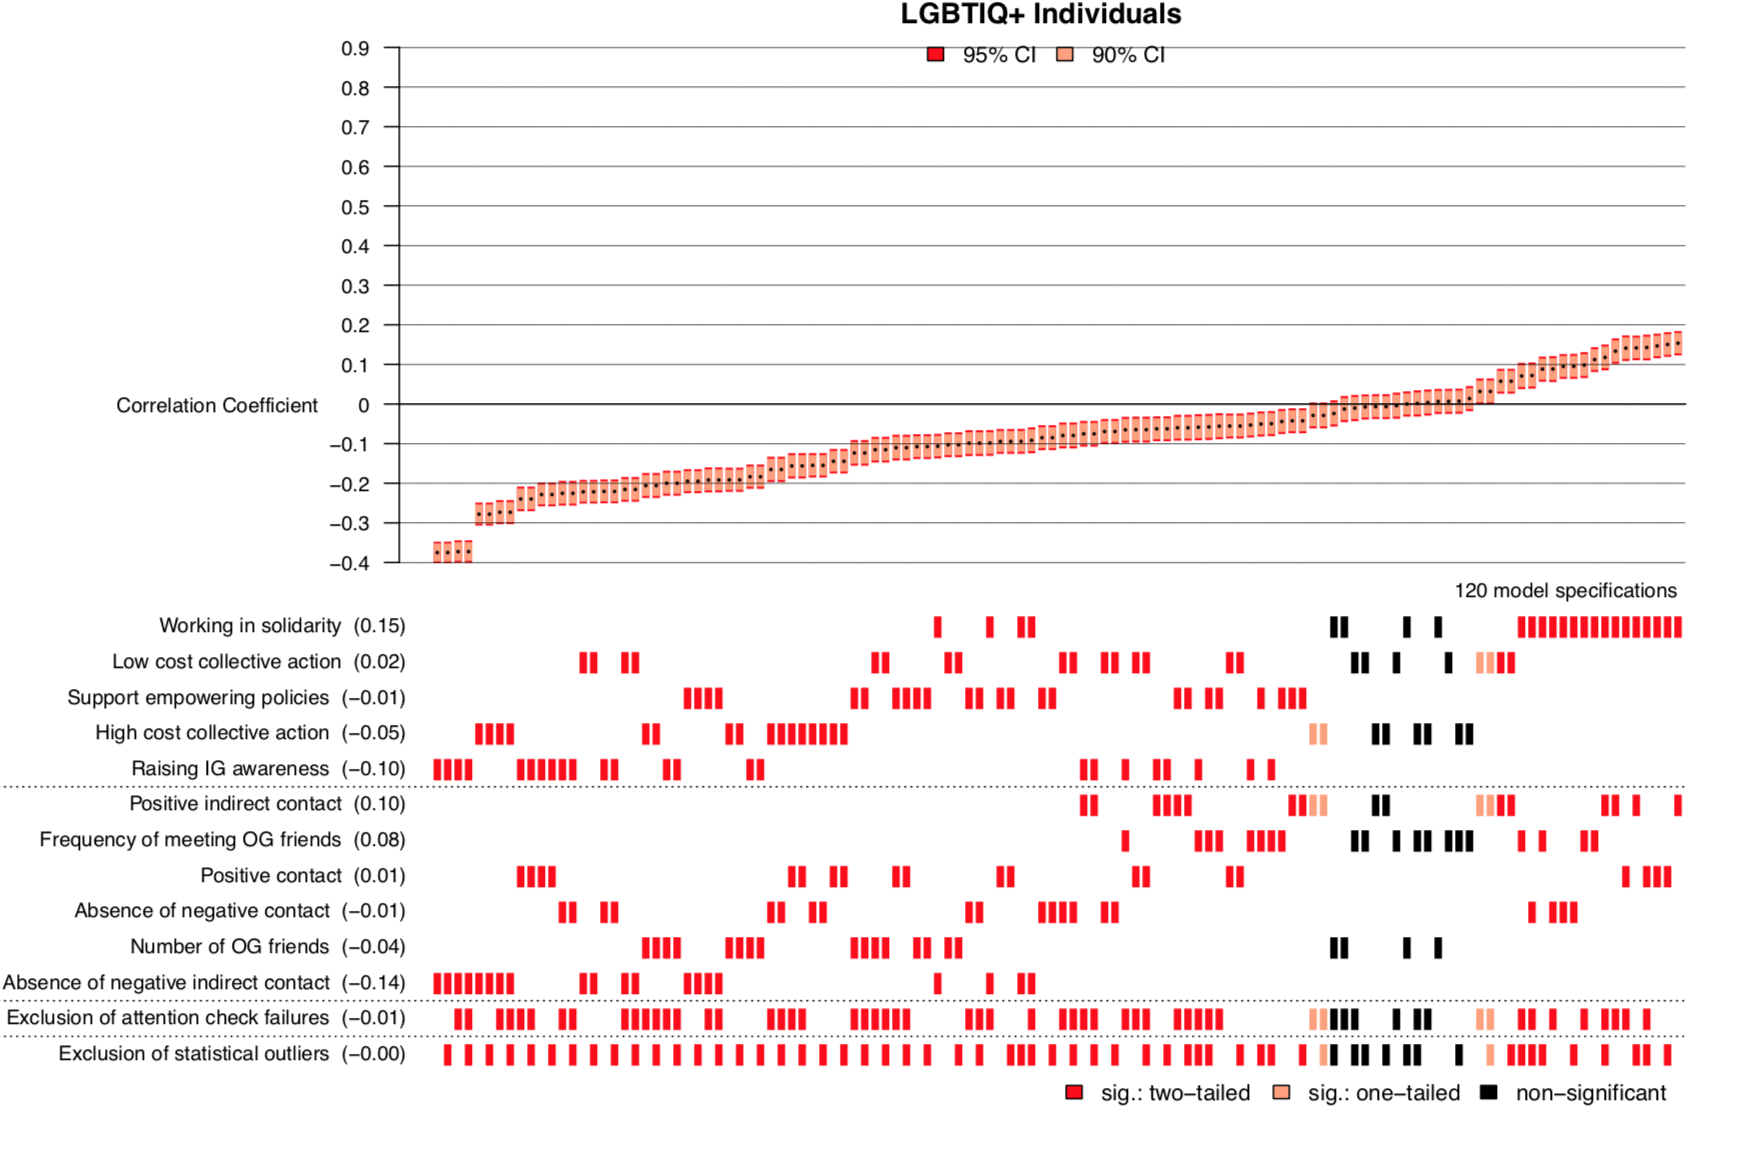 LGBTIQ+ Individuals
95% CI 90% CI
0.9
0.8
0.7
0.6
0.5
0.4
0.3
0.2
0.1
Correlation Coefficient 0
−0.1
−0.2
−0.3
−0.4
120 model specifications
Working in solidarity (0.15)
Low cost collective action (0.02)
Support empowering policies (−0.01)
High cost collective action (−0.05)
Raising IG awareness (−0.10)
Positive indirect contact (0.10)
Frequency of meeting OG friends (0.08)
Positive contact (0.01)
Absence of negative contact (−0.01)
Number of OG friends (−0.04)
Absence of negative indirect contact (−0.14)
Exclusion of attention check failures (−0.01)
Exclusion of statistical outliers (−0.00)
sig.: two−tailed sig.: one−tailed non−significant